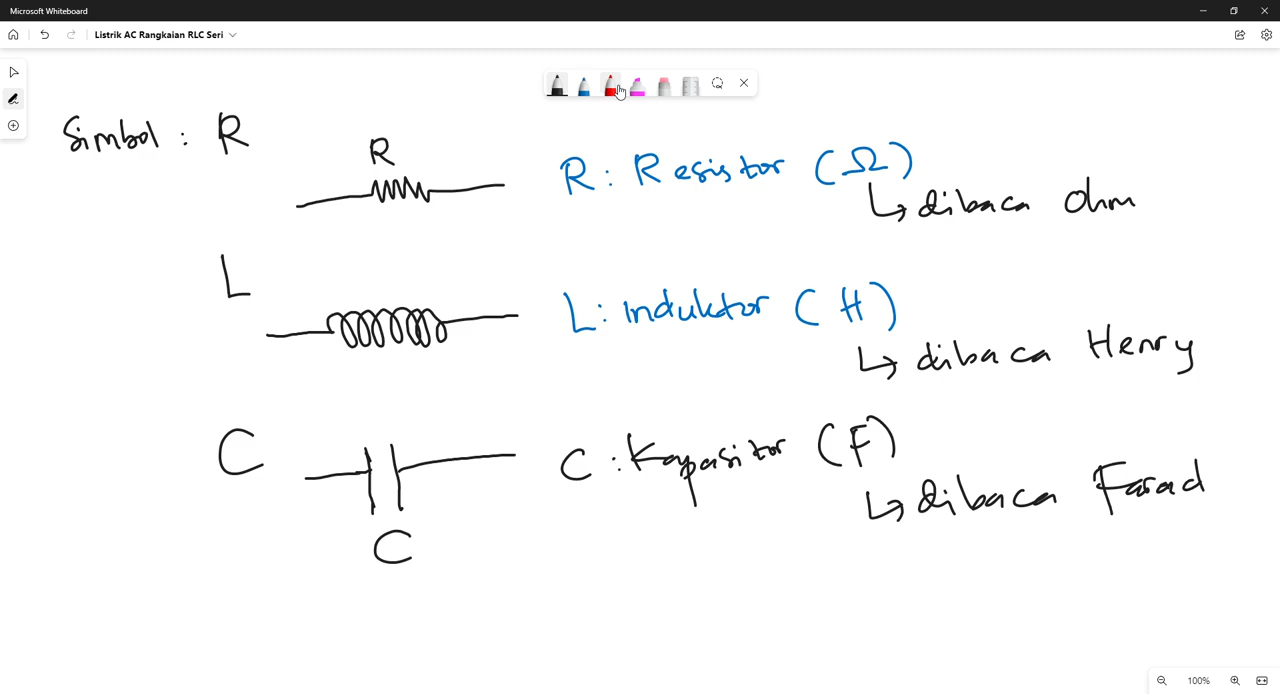 Microsoft Whiteboard
Listrik AC Rangkaian RLC Seri
Simbol : R
R
R : Resistor (Ω)
↳ dibaca Ohm
L
L : Induktor (H)
↳ dibaca Henry
C
C : Kapasitor (F)
↳ dibaca Farad
C
100%